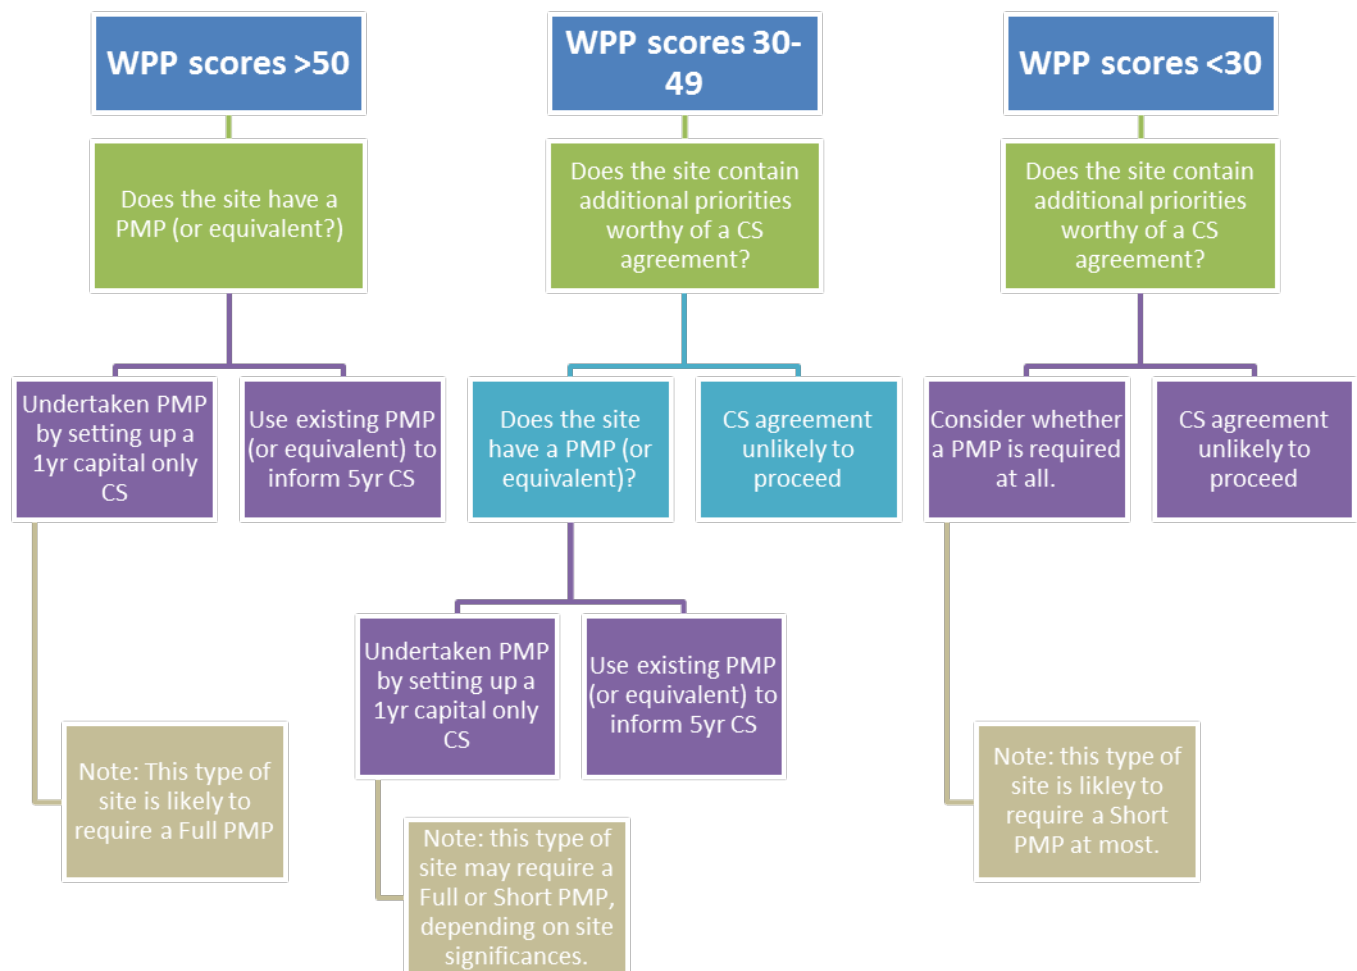 WPP scores >50
Does the site have a
PMP (or equivalent?)
Undertaken PMP
by setting up a
1yr capital only
CS
Use existing PMP
(or equivalent) to
inform 5yr CS
Note: This type of
site is likely to
require a Full PMP
WPP scores 30-
49
Does the site contain
additional priorities
worthy of a CS
agreement?
Does the site
have a PMP (or
equivalent)?
CS agreement
unlikely to
proceed
Undertaken PMP
by setting up a
1yr capital only
CS
Use existing PMP
(or equivalent) to
inform 5yr CS
Note: this type of
site may require a
Full or Short PMP,
depending on site
significances.
WPP scores <30
Does the site contain
additional priorities
worthy of a CS
agreement?
Consider whether
a PMP is required
at all.
CS agreement
unlikely to
proceed
Note: this type of
site is likley to
require a Short
PMP at most.